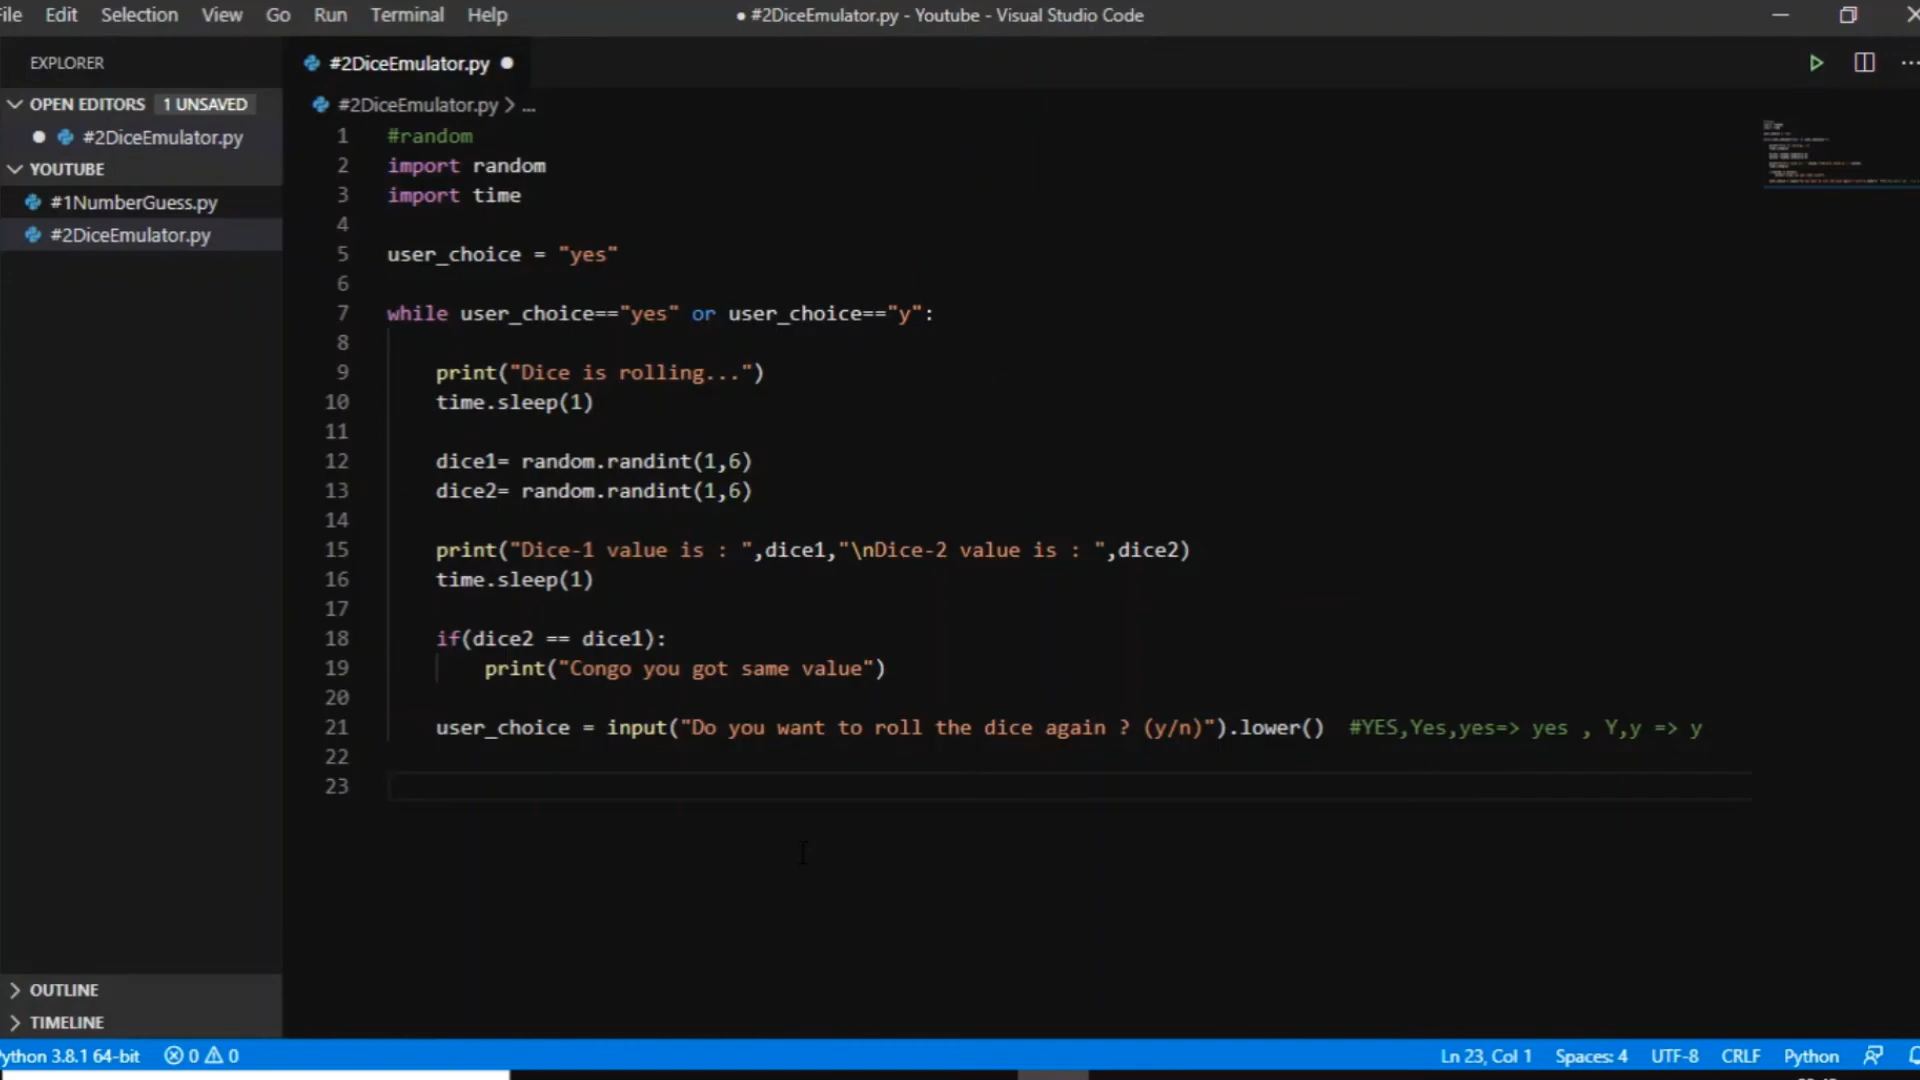 File Edit Selection View Go Run Terminal Help
● #2DiceEmulator.py - Youtube - Visual Studio Code
EXPLORER
OPEN EDITORS 1 UNSAVED
#2DiceEmulator.py
YOUTUBE
#1NumberGuess.py
#2DiceEmulator.py
OUTLINE
TIMELINE
#2DiceEmulator.py
#2DiceEmulator.py > ...
1 #random
2 import random
3 import time
4
5 user_choice = "yes"
6
7 while user_choice=="yes" or user_choice=="y":
8
9 print("Dice is rolling...")
10 time.sleep(1)
11
12 dice1= random.randint(1,6)
13 dice2= random.randint(1,6)
14
15 print("Dice-1 value is : ",dice1,"\nDice-2 value is : ",dice2)
16 time.sleep(1)
17
18 if(dice2 == dice1):
19 print("Congo you got same value")
20
21 user_choice = input("Do you want to roll the dice again ? (y/n)").lower() #YES,Yes,yes=> yes , Y,y => y
22
23
ython 3.8.1 64-bit 0 0
Ln 23, Col 1 Spaces: 4 UTF-8 CRLF Python